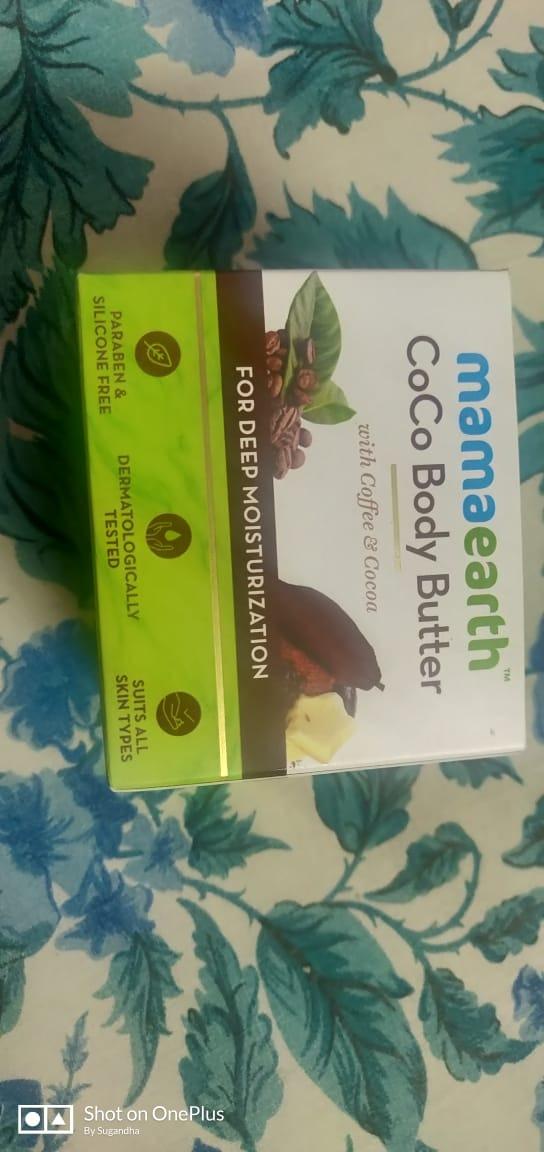 mamaearth™
CoCo Body Butter
with Coffee & Cocoa
FOR DEEP MOISTURIZATION
PARABEN &
SILICONE FREE
DERMATOLOGICALLY
TESTED
SUITS ALL
SKIN TYPES
Shot on OnePlus
By Sugandha